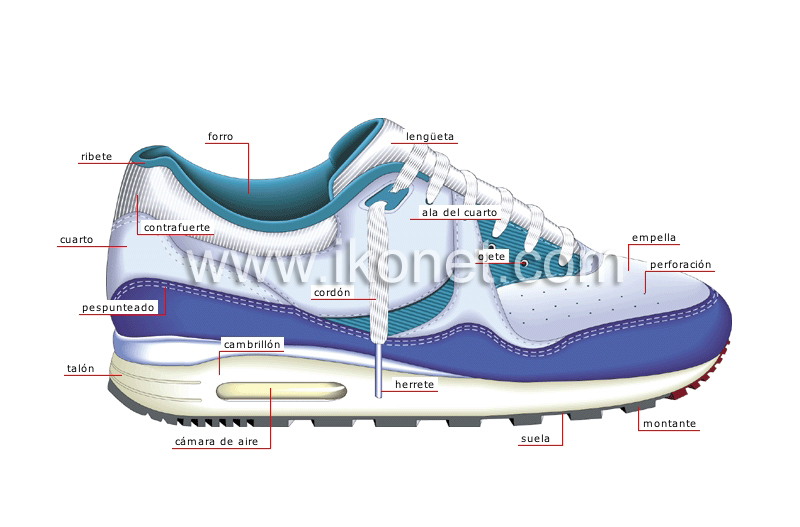 forro
lengüeta
ribete
ala del cuarto
contrafuerte
cuarto
empella
ojete
perforación
www.ikonet.com
cordón
pespunteado
cambrillón
talón
herrete
montante
suela
cámara de aire